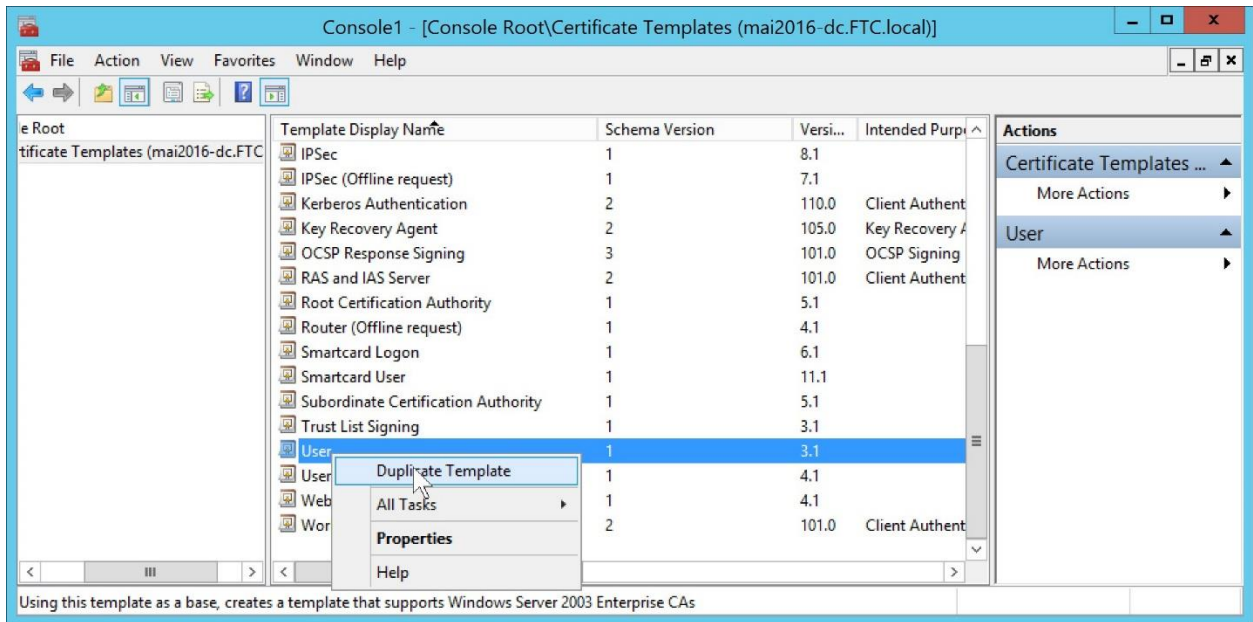 Console1 - [Console Root\Certificate Templates (mai2016-dc.FTC.local)]
File Action View Favorites Window Help
e Root
tificate Templates (mai2016-dc.FTC
Template Display Name Schema Version Versi... Intended Purp
IPSec 1 8.1
IPSec (Offline request) 1 7.1
Kerberos Authentication 2 110.0 Client Authent
Key Recovery Agent 2 105.0 Key Recovery A
OCSP Response Signing 3 101.0 OCSP Signing
RAS and IAS Server 2 101.0 Client Authent
Root Certification Authority 1 5.1
Router (Offline request) 1 4.1
Smartcard Logon 1 6.1
Smartcard User 1 11.1
Subordinate Certification Authority 1 5.1
Trust List Signing 1 3.1
User 1 3.1
User 1 4.1
Web 1 4.1
Wor 2 101.0 Client Authent
Duplicate Template
All Tasks
Properties
Help
Actions
Certificate Templates ...
More Actions
User
More Actions
Using this template as a base, creates a template that supports Windows Server 2003 Enterprise CAs